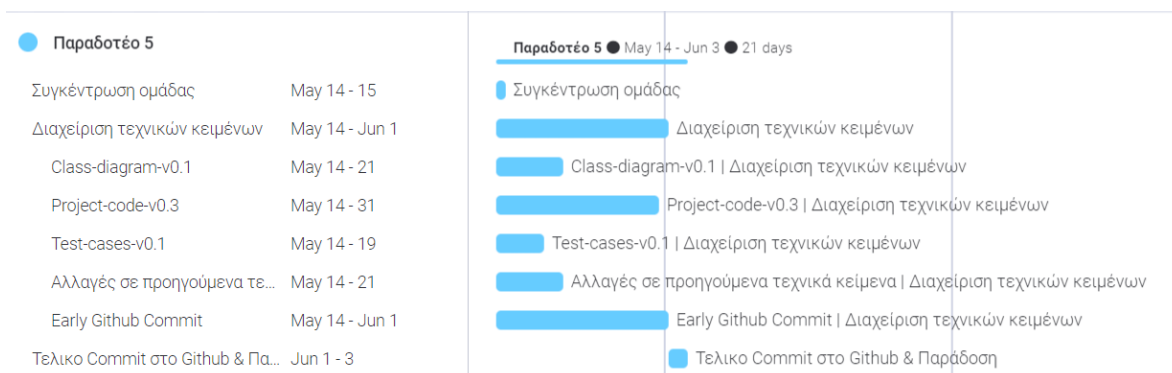 Παραδοτέο 5
Παραδοτέο 5 ● May 14 - Jun 3 ● 21 days
Συγκέντρωση ομάδας May 14 - 15 Συγκέντρωση ομάδας
Διαχείριση τεχνικών κειμένων May 14 - Jun 1 Διαχείριση τεχνικών κειμένων
Class-diagram-v0.1 May 14 - 21 Class-diagram-v0.1 | Διαχείριση τεχνικών κειμένων
Project-code-v0.3 May 14 - 31 Project-code-v0.3 | Διαχείριση τεχνικών κειμένων
Test-cases-v0.1 May 14 - 19 Test-cases-v0.1 | Διαχείριση τεχνικών κειμένων
Αλλαγές σε προηγούμενα τε... May 14 - 21 Αλλαγές σε προηγούμενα τεχνικά κείμενα | Διαχείριση τεχνικών κειμένων
Early Github Commit May 14 - Jun 1 Early Github Commit | Διαχείριση τεχνικών κειμένων
Τελικο Commit στο Github & Πα... Jun 1 - 3 Τελικο Commit στο Github & Παράδοση